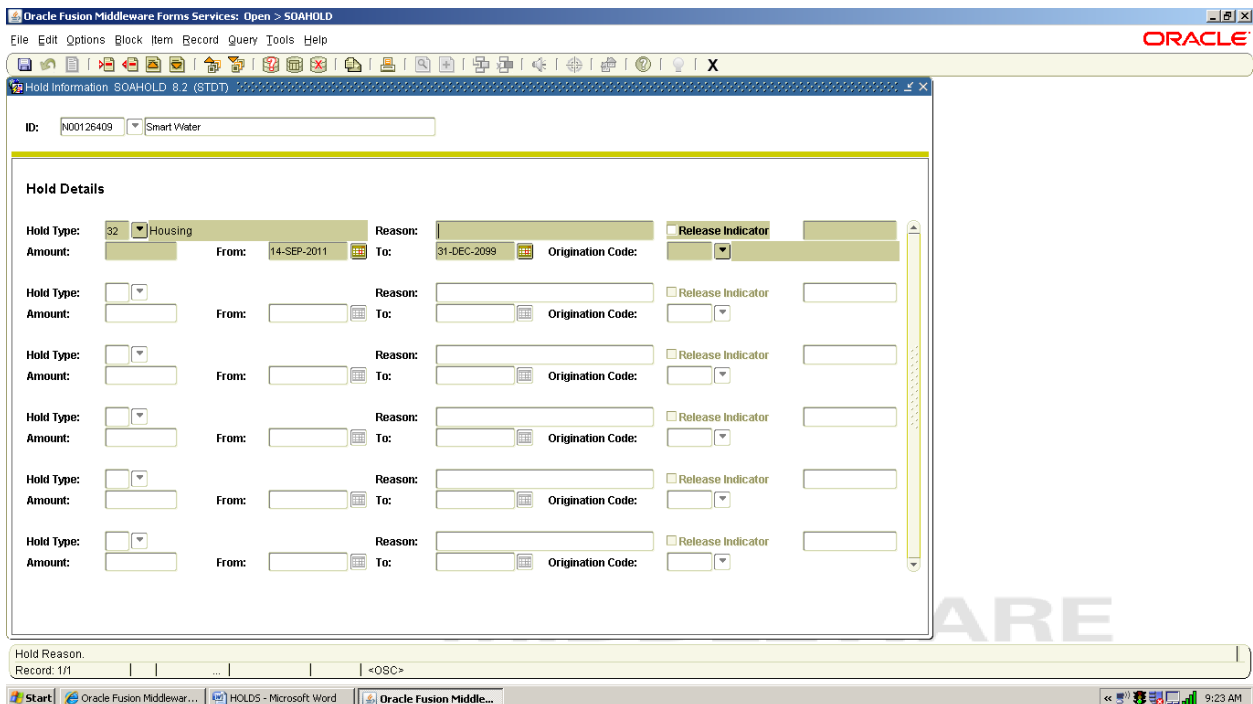 Oracle Fusion Middleware Forms Services: Open > SOAHOLD
File Edit Options Block Item Record Query Tools Help
ORACLE
X
Hold Information SOAHOLD 8.2 (STDT)
ID: N00126409 Smart Water
Hold Details
Hold Type: 32 Housing Reason: Release Indicator
Amount: From: 14-SEP-2011 To: 31-DEC-2099 Origination Code:
Hold Type: Reason: Release Indicator
Amount: From: To: Origination Code:
Hold Type: Reason: Release Indicator
Amount: From: To: Origination Code:
Hold Type: Reason: Release Indicator
Amount: From: To: Origination Code:
Hold Type: Reason: Release Indicator
Amount: From: To: Origination Code:
Hold Type: Reason: Release Indicator
Amount: From: To: Origination Code:
ARE
Hold Reason.
Record: 1/1 ... <OSC>
Start Oracle Fusion Middlewar... HOLDS - Microsoft Word Oracle Fusion Middle... « 9:23 AM